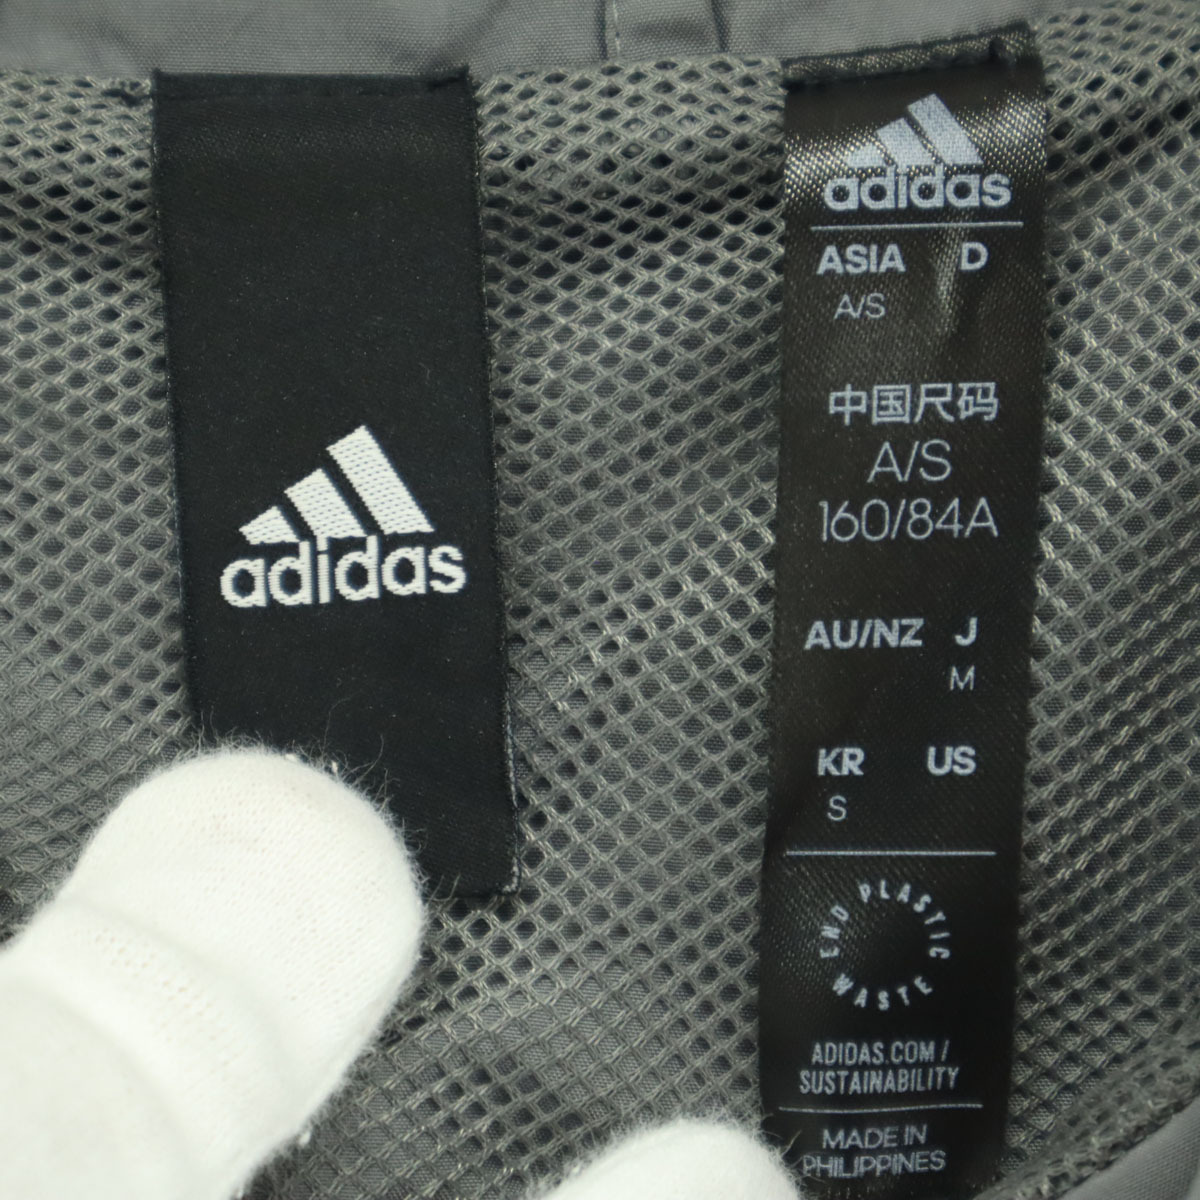 adidas
adidas
ASIA D
A/S
中国尺码
A/S
160/84A
AU/NZ J
M
KR US
S
END PLASTIC WASTE
ADIDAS.COM/
SUSTAINABILITY
MADE IN
PHILIPPINES